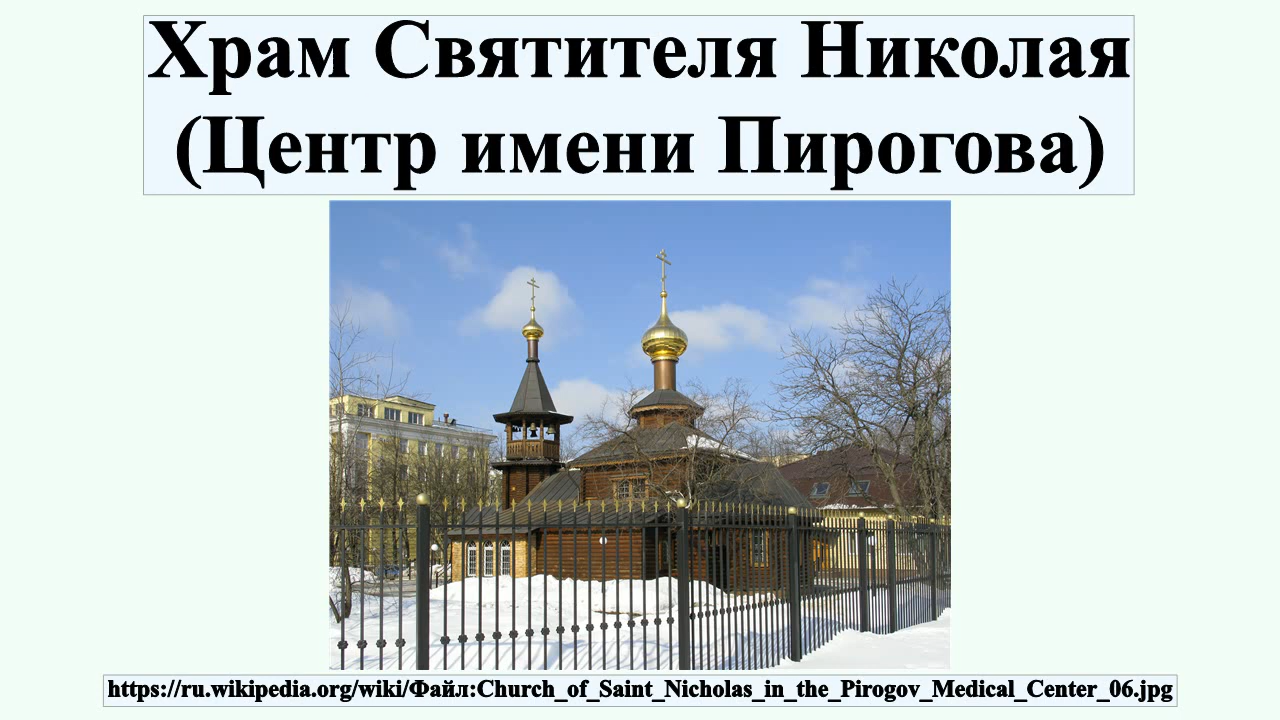 Храм Святителя Николая
(Центр имени Пирогова)
https://ru.wikipedia.org/wiki/Файл:Church_of_Saint_Nicholas_in_the_Pirogov_Medical_Center_06.jpg